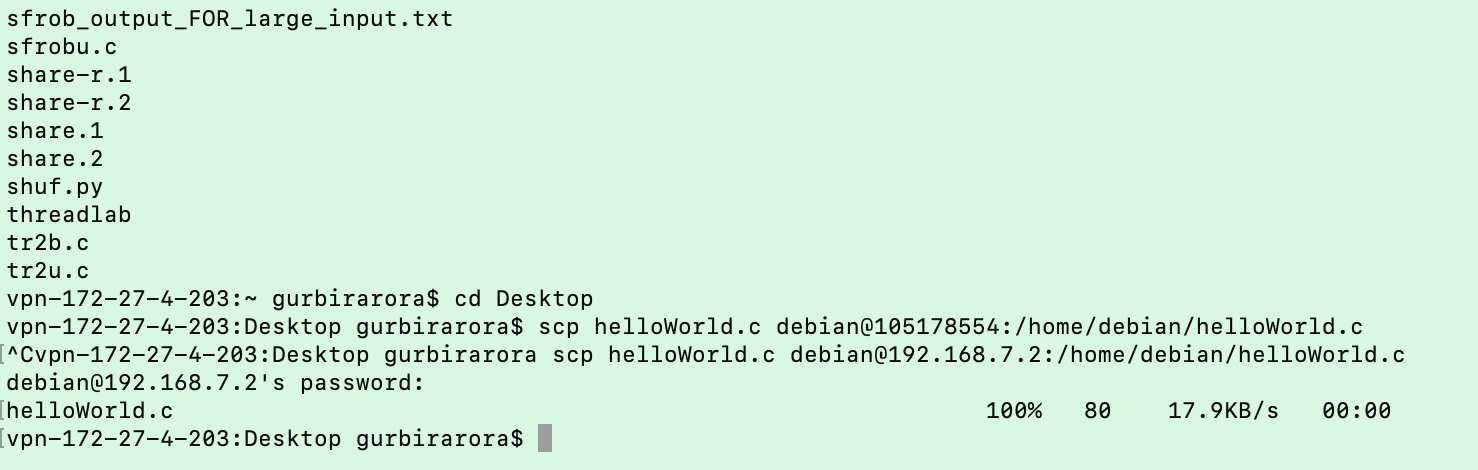 sfrob_output_FOR_large_input.txt
sfrobu.c
share-r.1
share-r.2
share.1
share.2
shuf.py
threadlab
tr2b.c
tr2u.c
vpn-172-27-4-203:~ gurbirarora$ cd Desktop
vpn-172-27-4-203:Desktop gurbirarora$ scp helloWorld.c debian@105178554:/home/debian/helloWorld.c
[^Cvpn-172-27-4-203:Desktop gurbirarora scp helloWorld.c debian@192.168.7.2:/home/debian/helloWorld.c
debian@192.168.7.2's password:
[helloWorld.c 100% 80 17.9KB/s 00:00
[vpn-172-27-4-203:Desktop gurbirarora$